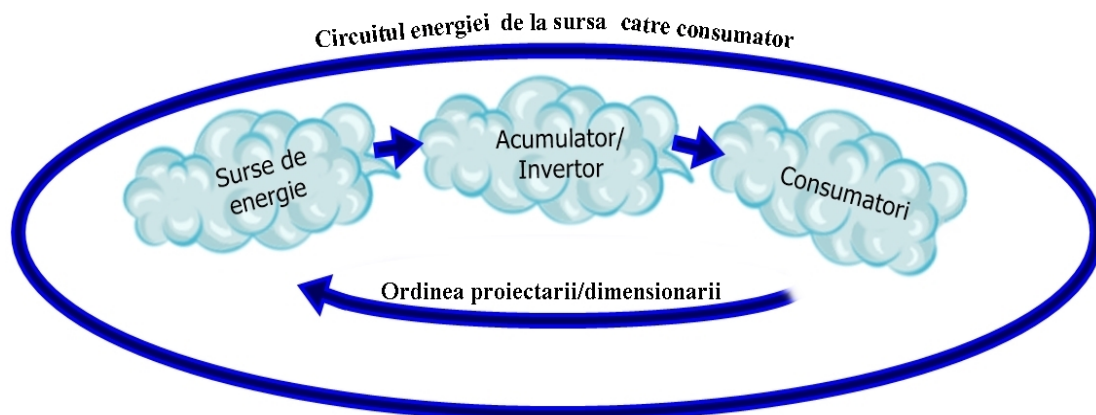 Circuitul energiei de la sursa catre consumator
Surse de
energie
Acumulator/
Invertor
Consumatori
Ordinea proiectarii/dimensionarii